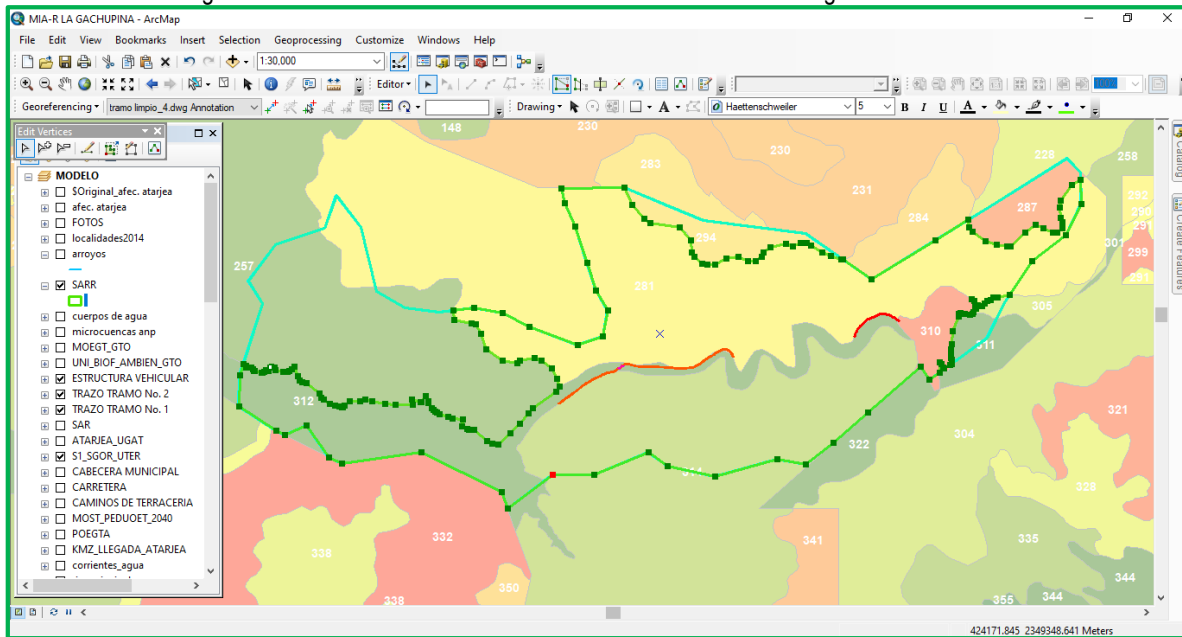 MIA-R LA GACHUPINA - ArcMap
File Edit View Bookmarks Insert Selection Geoprocessing Customize Windows Help
1:30,000
Editor
Georeferencing tramo limpio_4.dwg Annotation Drawing A Haettenschweiler 5 B I U A
Edit Vertices
MODELO
$Original_afec. atarjea
afec. atarjea
FOTOS
localidades2014
arroyos
SARR
cuerpos de agua
microcuencas anp
MOEGT_GTO
UNI_BIOF_AMBIEN_GTO
ESTRUCTURA VEHICULAR
TRAZO TRAMO No. 2
TRAZO TRAMO No. 1
SAR
ATARJEA_UGAT
S1_SGOR_UTER
CABECERA MUNICIPAL
CARRETERA
CAMINOS DE TERRACERIA
MOST_PEDUOET_2040
POEGTA
KMZ_LLEGADA_ATARJEA
corrientes_agua
148
230
283
230
231
228
258
292
284
287
294
299
301
257
281
291
305
310
311
312
321
322
304
328
332
338
341
335
344
350
338
355
344
Catalog
Create Features
424171.845 2349348.641 Meters